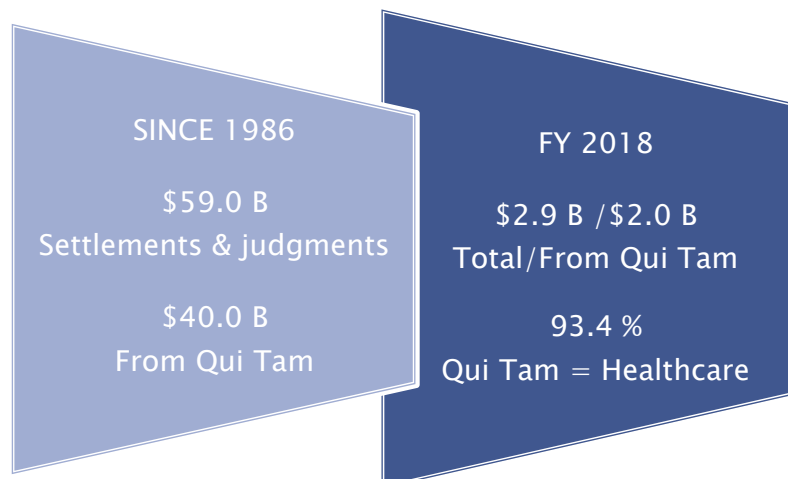 SINCE 1986
$59.0 B
Settlements & judgments
$40.0 B
From Qui Tam
FY 2018
$2.9 B /$2.0 B
Total/From Qui Tam
93.4 %
Qui Tam = Healthcare